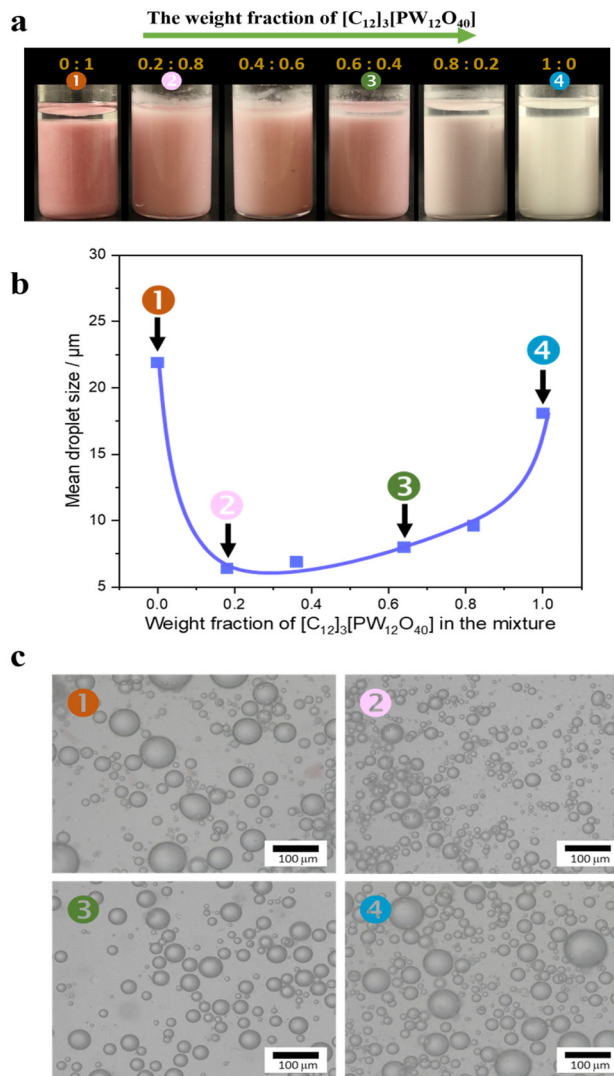 a
The weight fraction of [C₁₂]₃[PW₁₂O₄₀]
0 : 1 0.2 : 0.8 0.4 : 0.6 0.6 : 0.4 0.8 : 0.2 1 : 0
1 2 3 4
b
30
25
20
15
10
5
Mean droplet size / μm
1
2
3
4
0.0 0.2 0.4 0.6 0.8 1.0
Weight fraction of [C₁₂]₃[PW₁₂O₄₀] in the mixture
c
1 2
100 μm 100 μm
3 4
100 μm 100 μm